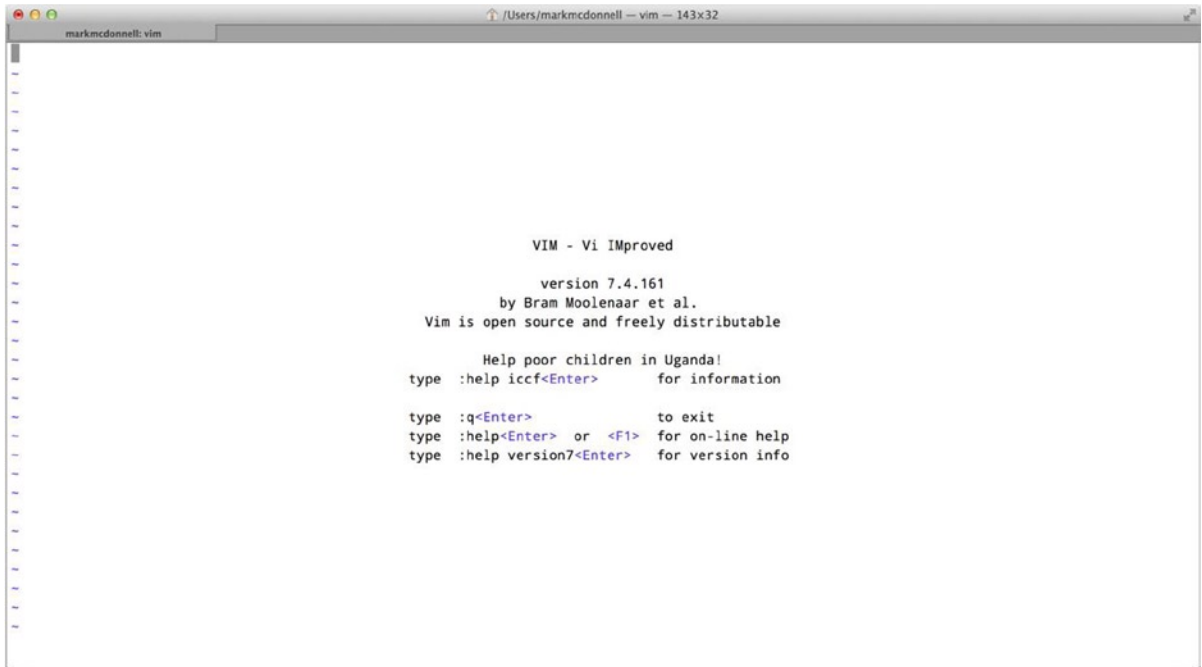 /Users/markmcdonnell — vim — 143x32
markmcdonnell: vim
~
~
~
~
~
~
~
~
~
~ VIM - Vi IMproved
~
~ version 7.4.161
~ by Bram Moolenaar et al.
~ Vim is open source and freely distributable
~
~ Help poor children in Uganda!
~ type :help iccf<Enter> for information
~
~ type :q<Enter> to exit
~ type :help<Enter> or <F1> for on-line help
~ type :help version7<Enter> for version info
~
~
~
~
~
~
~
~
~